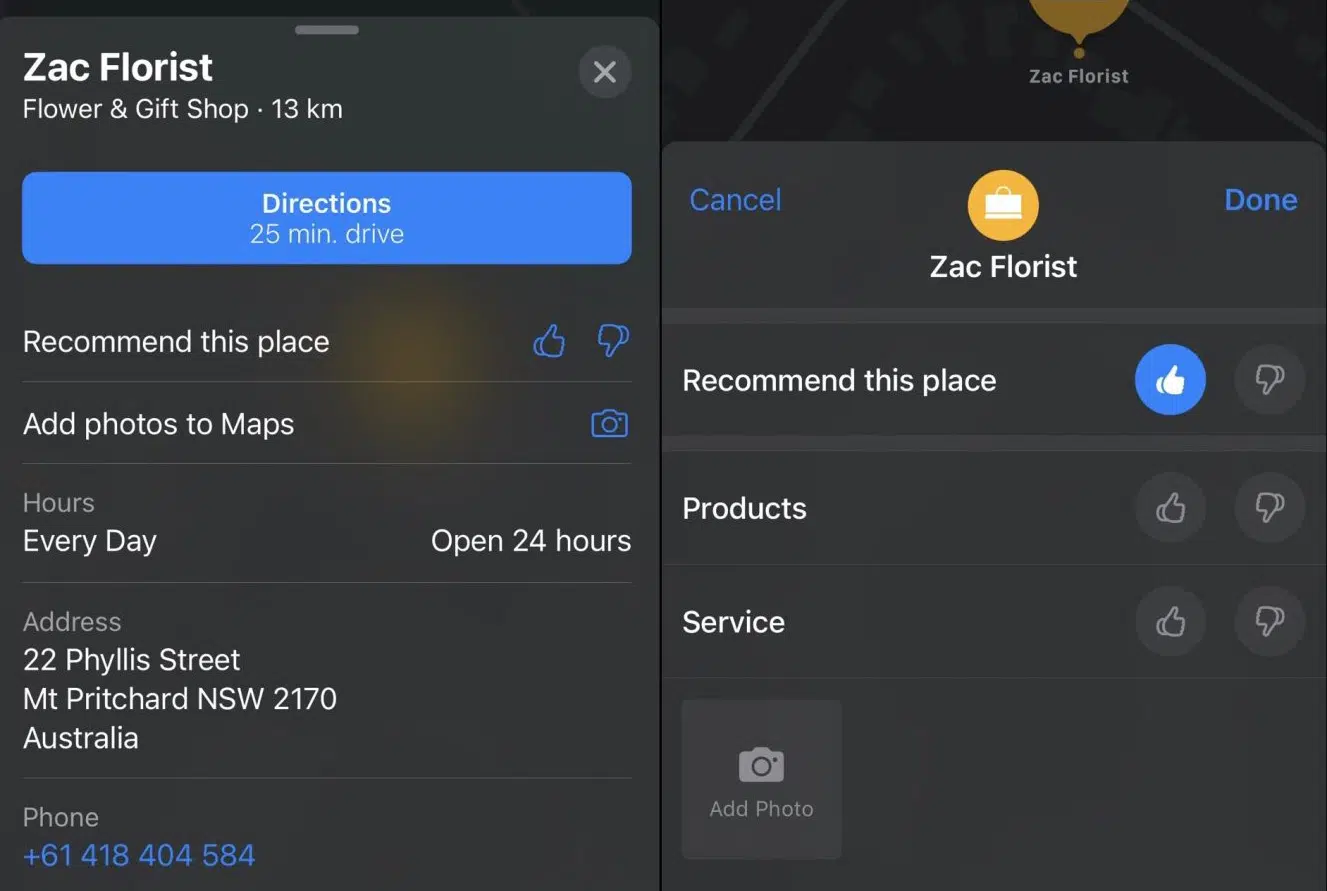 Zac Florist
Flower & Gift Shop · 13 km
Directions
25 min. drive
Recommend this place
Add photos to Maps
Hours
Every Day Open 24 hours
Address
22 Phyllis Street
Mt Pritchard NSW 2170
Australia
Phone
+61 418 404 584
Zac Florist
Cancel Done
Zac Florist
Recommend this place
Products
Service
Add Photo